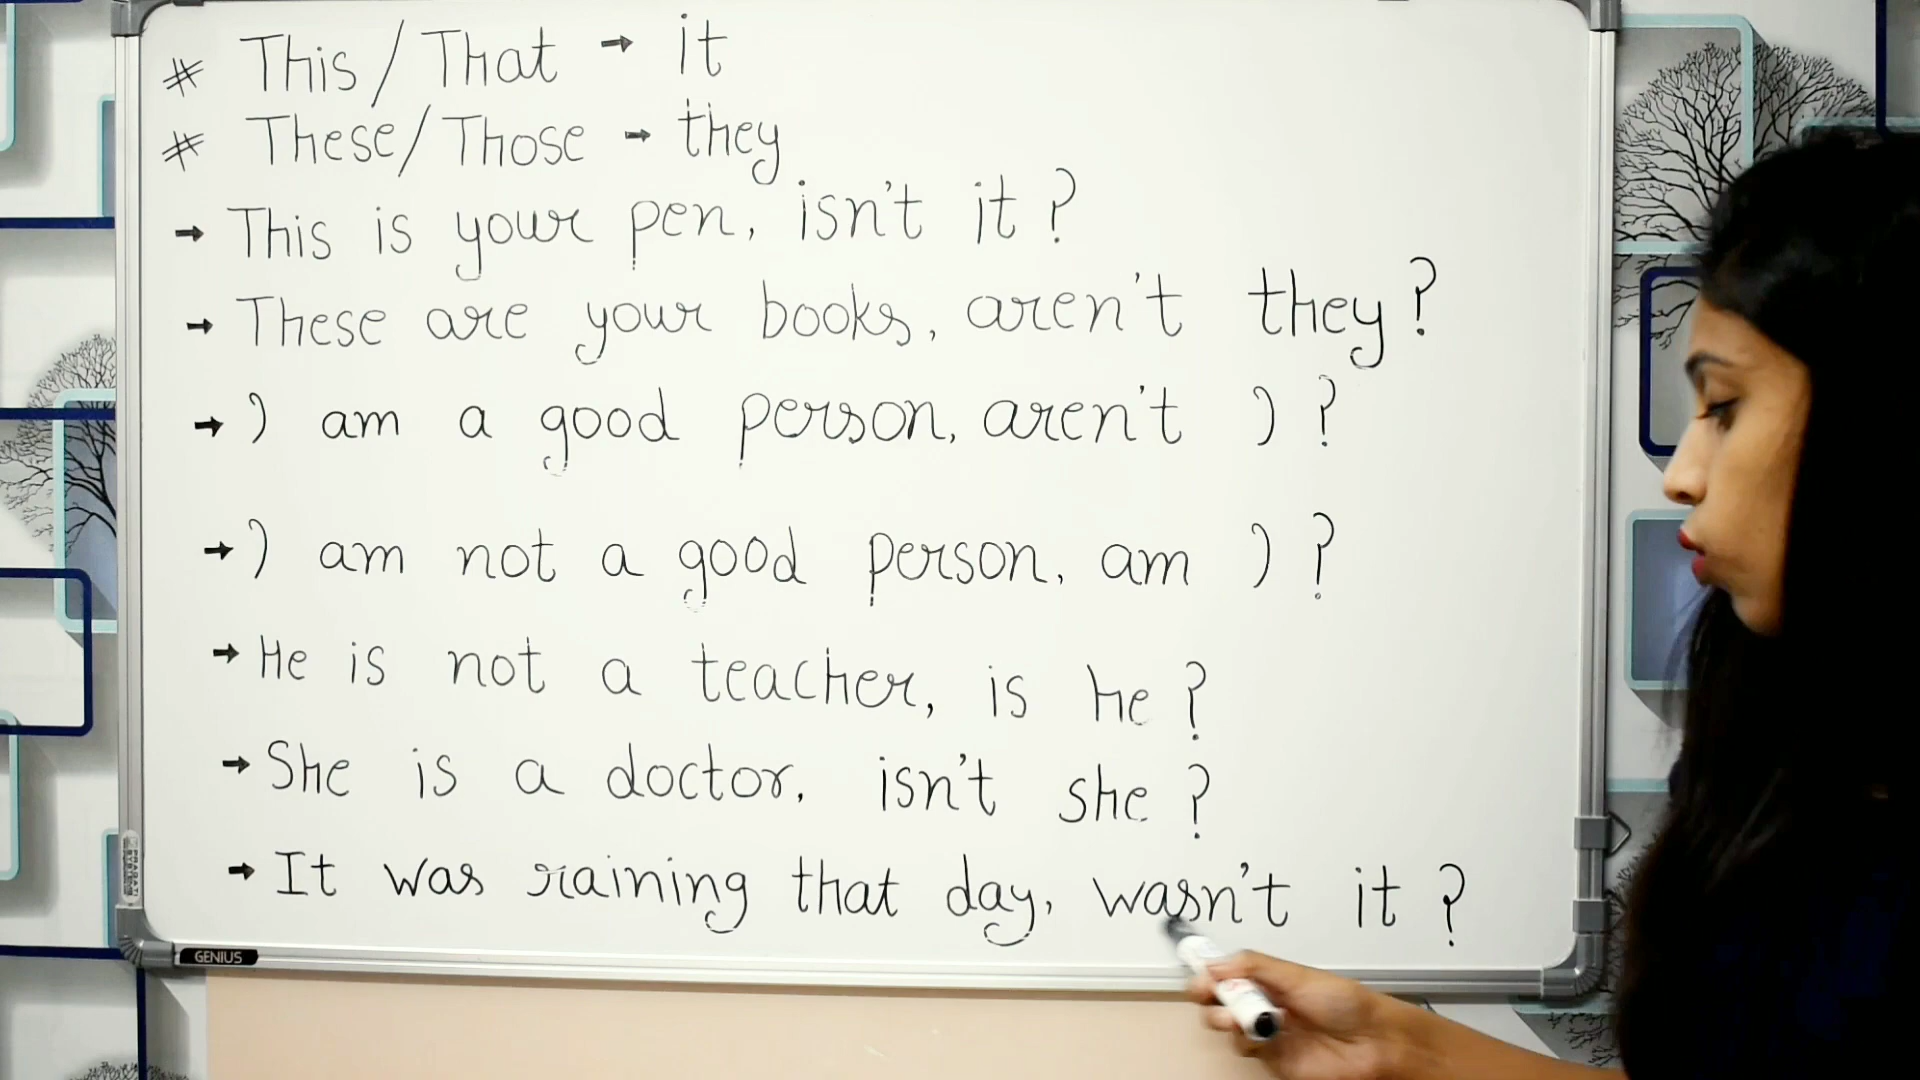 # This / That → it
# These / Those → they
→ This is your pen, isn't it?
→ These are your books, aren't they?
→ I am a good person, aren't I?
→ I am not a good person, am I?
→ He is not a teacher, is he?
→ She is a doctor, isn't she?
→ It was raining that day, wasn't it?
GENIUS